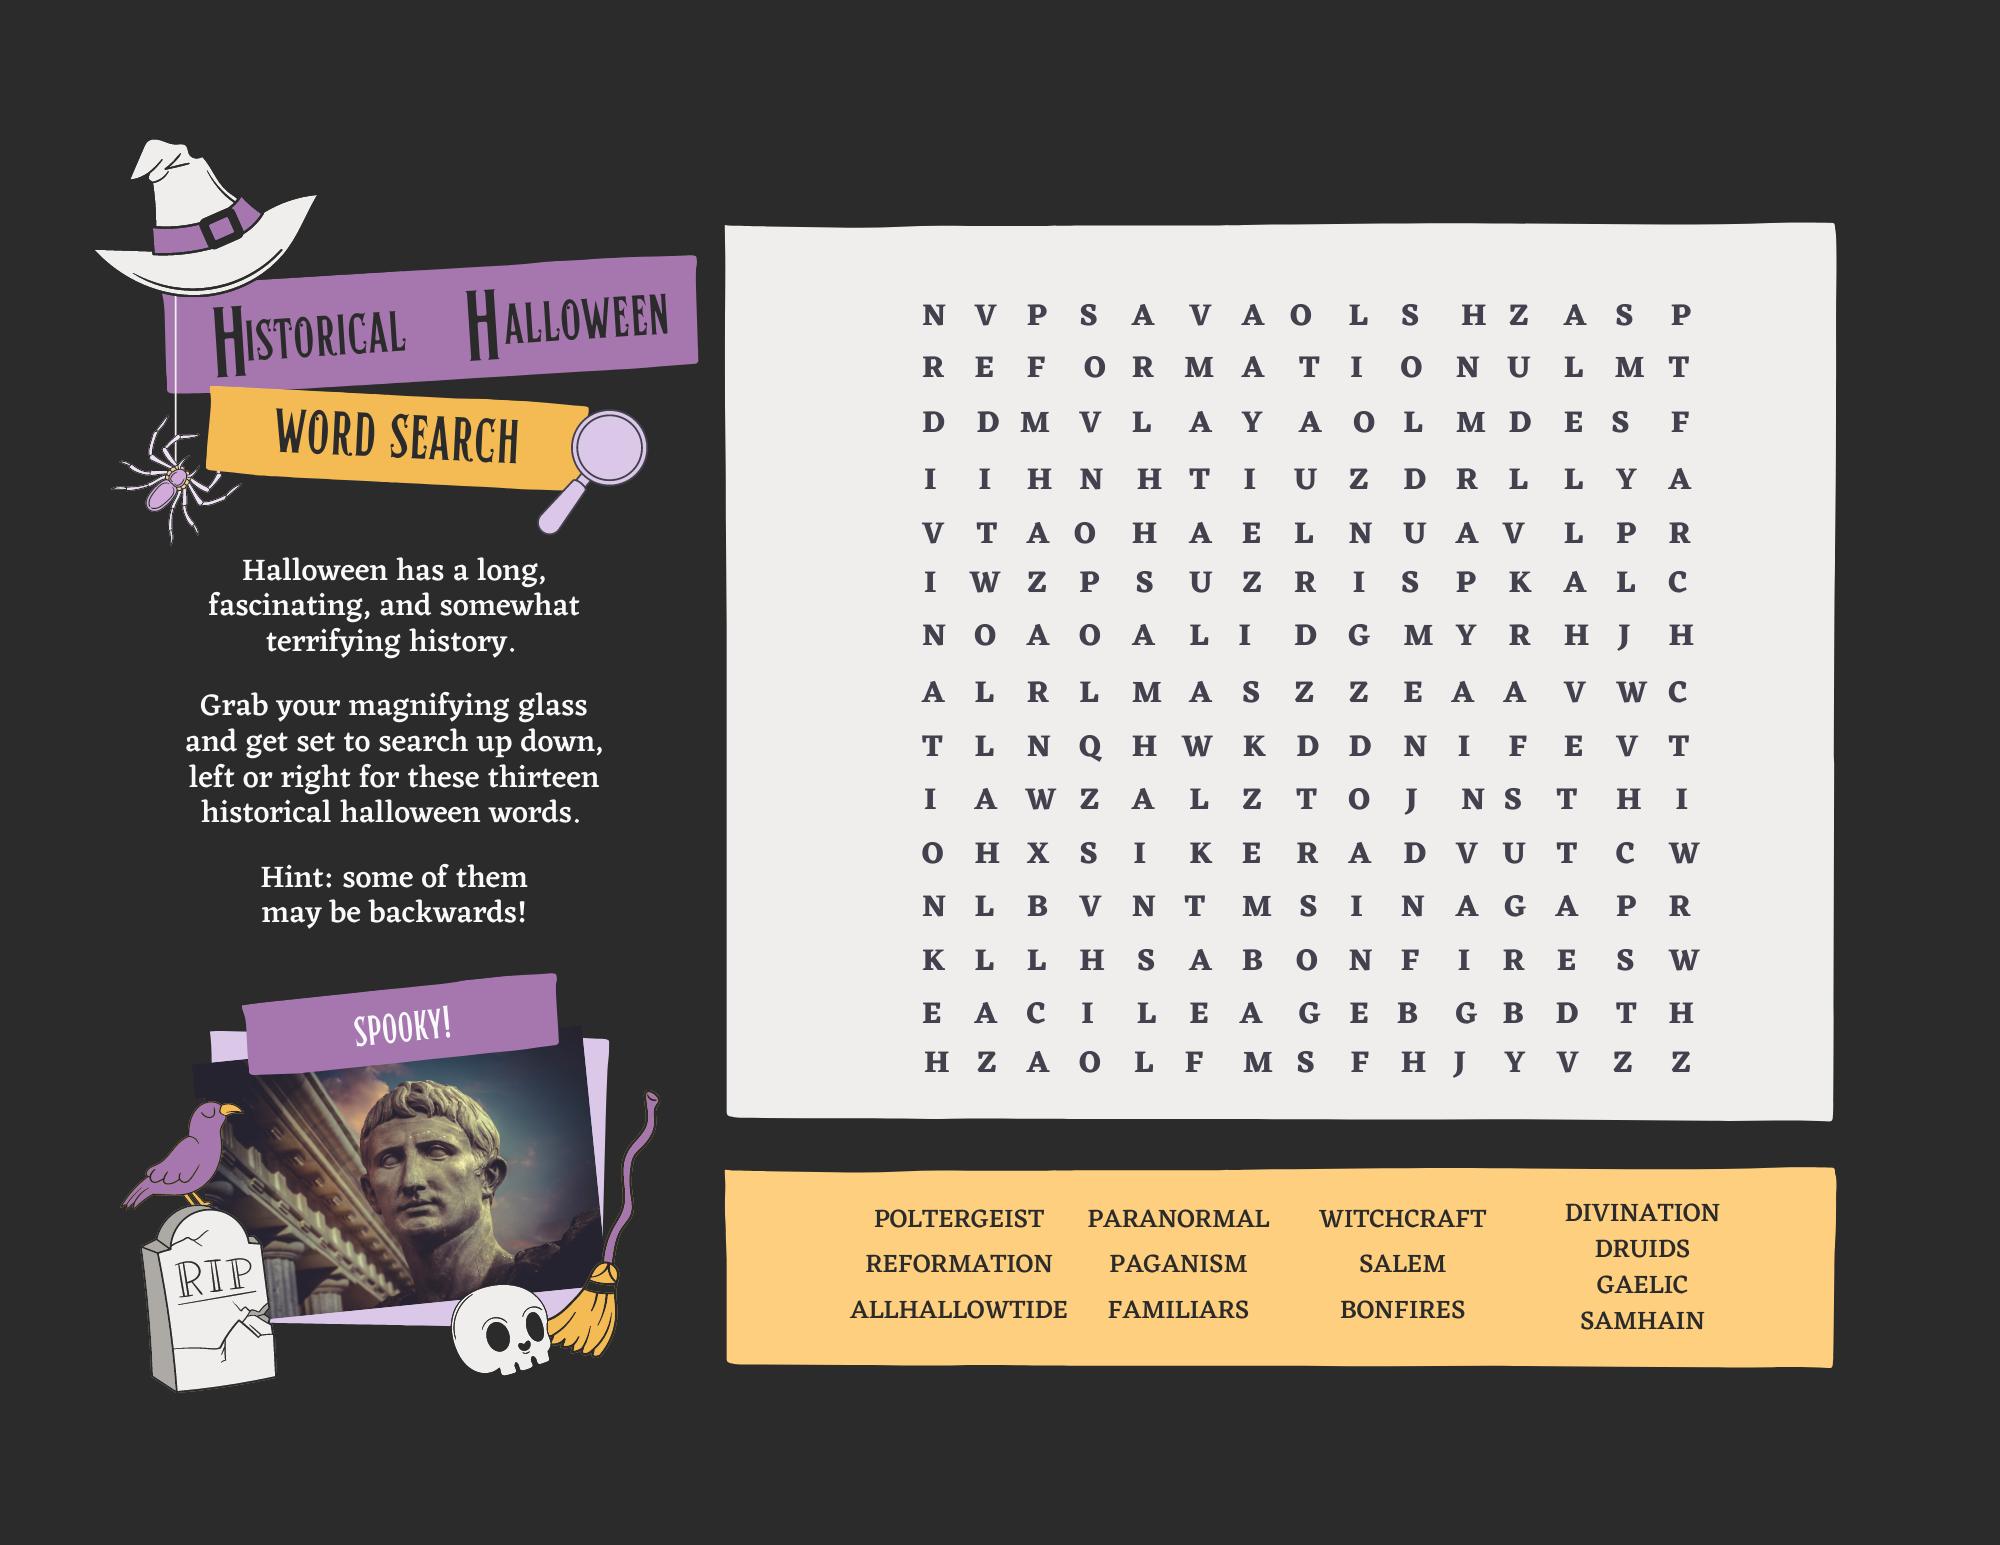 Historical Halloween
WORD SEARCH
Halloween has a long,
fascinating, and somewhat
terrifying history.
Grab your magnifying glass
and get set to search up down,
left or right for these thirteen
historical halloween words.
Hint: some of them
may be backwards!
SPOOKY!
RIP
N V P S A V A O L S H Z A S P
R E F O R M A T I O N U L M T
D D M V L A Y A O L M D E S F
I I H N H T I U Z D R L L Y A
V T A O H A E L N U A V L P R
I W Z P S U Z R I S P K A L C
N O A O A L I D G M Y R H J H
A L R L M A S Z Z E A A V W C
T L N Q H W K D D N I F E V T
I A W Z A L Z T O J N S T H I
O H X S I K E R A D V U T C W
N L B V N T M S I N A G A P R
K L L H S A B O N F I R E S W
E A C I L E A G E B G B D T H
H Z A O L F M S F H J Y V Z Z
POLTERGEIST PARANORMAL WITCHCRAFT DIVINATION
REFORMATION PAGANISM SALEM DRUIDS
ALLHALLOWTIDE FAMILIARS BONFIRES GAELIC
SAMHAIN